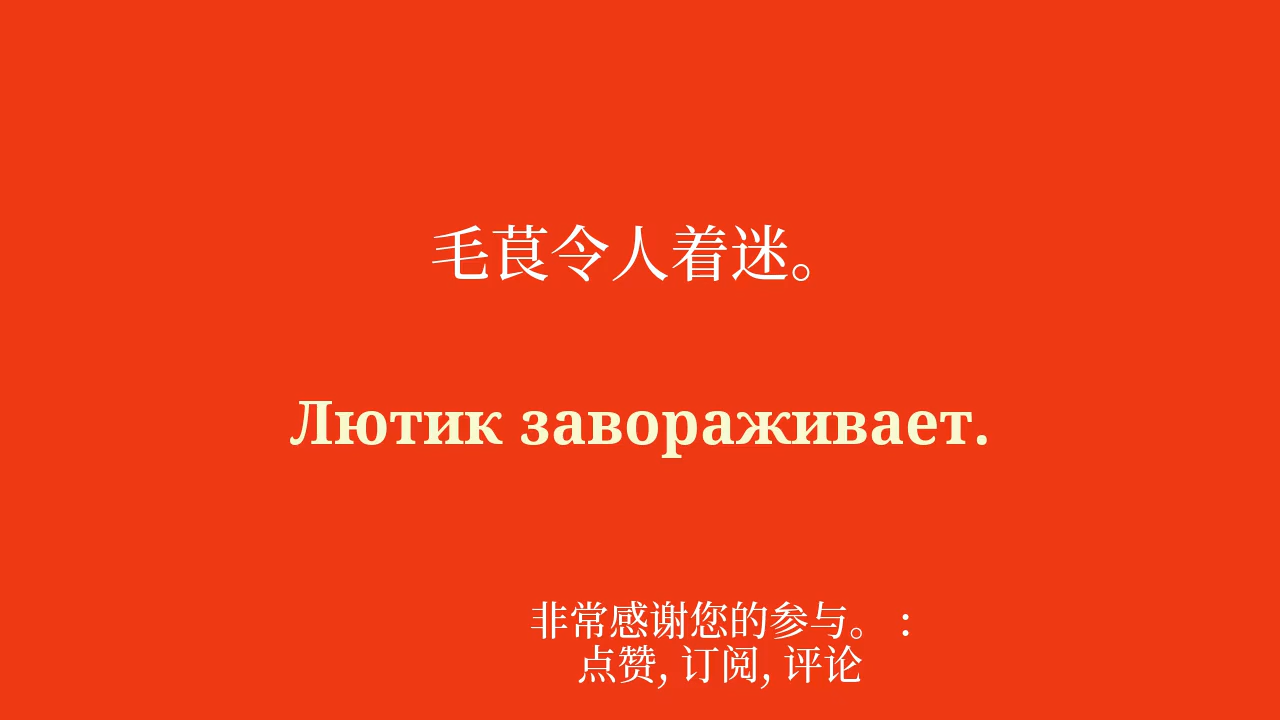 毛茛令人着迷。
Лютик завораживает.
非常感谢您的参与。 :
点赞, 订阅, 评论